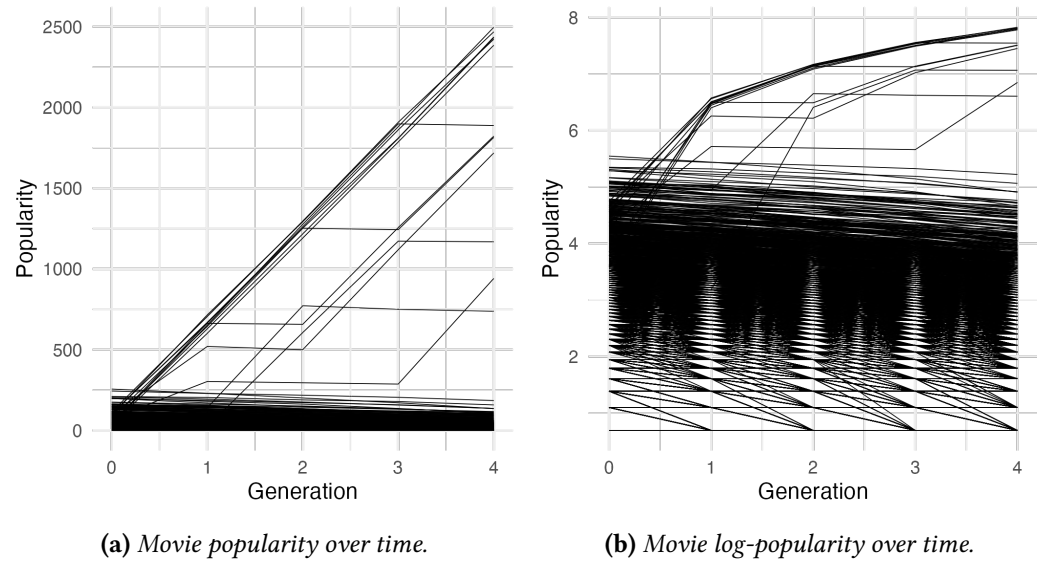 2500
2000
1500
1000
500
0
Popularity
0 1 2 3 4
Generation
(a) Movie popularity over time.
8
6
4
2
Popularity
0 1 2 3 4
Generation
(b) Movie log-popularity over time.